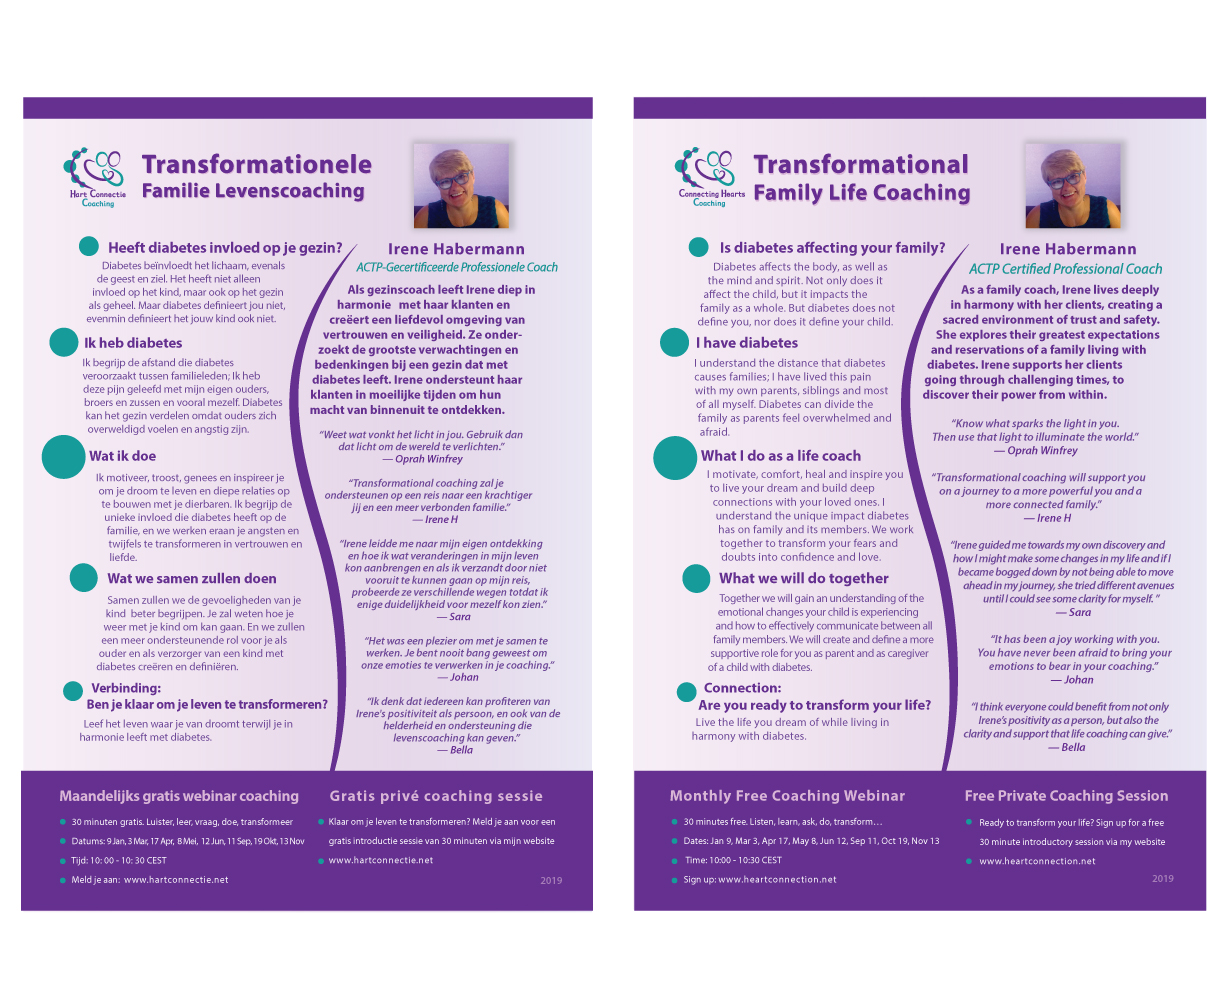 Hart Connectie
Coaching
Transformationele
Familie Levenscoaching
Heeft diabetes invloed op je gezin?
Diabetes beïnvloedt het lichaam, evenals
de geest en ziel. Het heeft niet alleen
invloed op het kind, maar ook op het gezin
als geheel. Maar diabetes definieert jou niet,
evenmin definieert het jouw kind ook niet.
Ik heb diabetes
Ik begrijp de afstand die diabetes
veroorzaakt tussen familieleden; Ik heb
deze pijn geleefd met mijn eigen ouders,
broers en zussen en vooral mezelf. Diabetes
kan het gezin verdelen omdat ouders zich
overweldigd voelen en angstig zijn.
Wat ik doe
Ik motiveer, troost, genees en inspireer je
om je droom te leven en diepe relaties op
te bouwen met je dierbaren. Ik begrijp de
unieke invloed die diabetes heeft op de
familie, en we werken eraan je angsten en
twijfels te transformeren in vertrouwen en
liefde.
Wat we samen zullen doen
Samen zullen we de gevoeligheden van je
kind beter begrijpen. Je zal weten hoe je
weer met je kind om kan gaan. En we zullen
een meer ondersteunende rol voor je als
ouder en als verzorger van een kind met
diabetes creëren en definiëren.
Verbinding:
Ben je klaar om je leven te transformeren?
Leef het leven waar je van droomt terwijl je in
harmonie leeft met diabetes.
Irene Habermann
ACTP-Gecertificeerde Professionele Coach
Als gezinscoach leeft Irene diep in
harmonie met haar klanten en
creëert een liefdevol omgeving van
vertrouwen en veiligheid. Ze onder-
zoekt de grootste verwachtingen en
bedenkingen bij een gezin dat met
diabetes leeft. Irene ondersteunt haar
klanten in moeilijke tijden om hun
macht van binnenuit te ontdekken.
“Weet wat vonkt het licht in jou. Gebruik dan
dat licht om de wereld te verlichten.”
— Oprah Winfrey
“Transformational coaching zal je
ondersteunen op een reis naar een krachtiger
jij en een meer verbonden familie.”
— Irene H
“Irene leidde me naar mijn eigen ontdekking
en hoe ik wat veranderingen in mijn leven
kon aanbrengen en als ik verzandt door niet
vooruit te kunnen gaan op mijn reis,
probeerde ze verschillende wegen totdat ik
enige duidelijkheid voor mezelf kon zien.”
— Sara
“Het was een plezier om met je samen te
werken. Je bent nooit bang geweest om
onze emoties te verwerken in je coaching.”
— Johan
“Ik denk dat iedereen kan profiteren van
Irene's positiviteit als persoon, en ook van de
helderheid en ondersteuning die
levenscoaching kan geven.”
— Bella
Maandelijks gratis webinar coaching
30 minuten gratis. Luister, leer, vraag, doe, transformeer
Datums: 9 Jan, 3 Mar, 17 Apr, 8 Mei, 12 Jun, 11 Sep, 19 Okt, 13 Nov
Tijd: 10: 00 - 10: 30 CEST
Meld je aan: www.hartconnectie.net
Gratis privé coaching sessie
Klaar om je leven te transformeren? Meld je aan voor een
gratis introductie sessie van 30 minuten via mijn website
www.hartconnectie.net
2019
Connecting Hearts
Coaching
Transformational
Family Life Coaching
Is diabetes affecting your family?
Diabetes affects the body, as well as
the mind and spirit. Not only does it
affect the child, but it impacts the
family as a whole. But diabetes does not
define you, nor does it define your child.
I have diabetes
I understand the distance that diabetes
causes families; I have lived this pain
with my own parents, siblings and most
of all myself. Diabetes can divide the
family as parents feel overwhelmed and
afraid.
What I do as a life coach
I motivate, comfort, heal and inspire you
to live your dream and build deep
connections with your loved ones. I
understand the unique impact diabetes
has on family and its members. We work
together to transform your fears and
doubts into confidence and love.
What we will do together
Together we will gain an understanding of the
emotional changes your child is experiencing
and how to effectively communicate between all
family members. We will create and define a more
supportive role for you as parent and as caregiver
of a child with diabetes.
Connection:
Are you ready to transform your life?
Live the life you dream of while living in
harmony with diabetes.
Irene Habermann
ACTP Certified Professional Coach
As a family coach, Irene lives deeply
in harmony with her clients, creating a
sacred environment of trust and safety.
She explores their greatest expectations
and reservations of a family living with
diabetes. Irene supports her clients
going through challenging times, to
discover their power from within.
“Know what sparks the light in you.
Then use that light to illuminate the world.”
— Oprah Winfrey
“Transformational coaching will support you
on a journey to a more powerful you and a
more connected family.”
— Irene H
“Irene guided me towards my own discovery and
how I might make some changes in my life and if I
became bogged down by not being able to move
ahead in my journey, she tried different avenues
until I could see some clarity for myself. ”
— Sara
“It has been a joy working with you.
You have never been afraid to bring your
emotions to bear in your coaching.”
— Johan
“I think everyone could benefit from not only
Irene’s positivity as a person, but also the
clarity and support that life coaching can give.”
— Bella
Monthly Free Coaching Webinar
30 minutes free. Listen, learn, ask, do, transform…
Dates: Jan 9, Mar 3, Apr 17, May 8, Jun 12, Sep 11, Oct 19, Nov 13
Time: 10:00 - 10:30 CEST
Sign up: www.heartconnection.net
Free Private Coaching Session
Ready to transform your life? Sign up for a free
30 minute introductory session via my website
www.heartconnection.net
2019